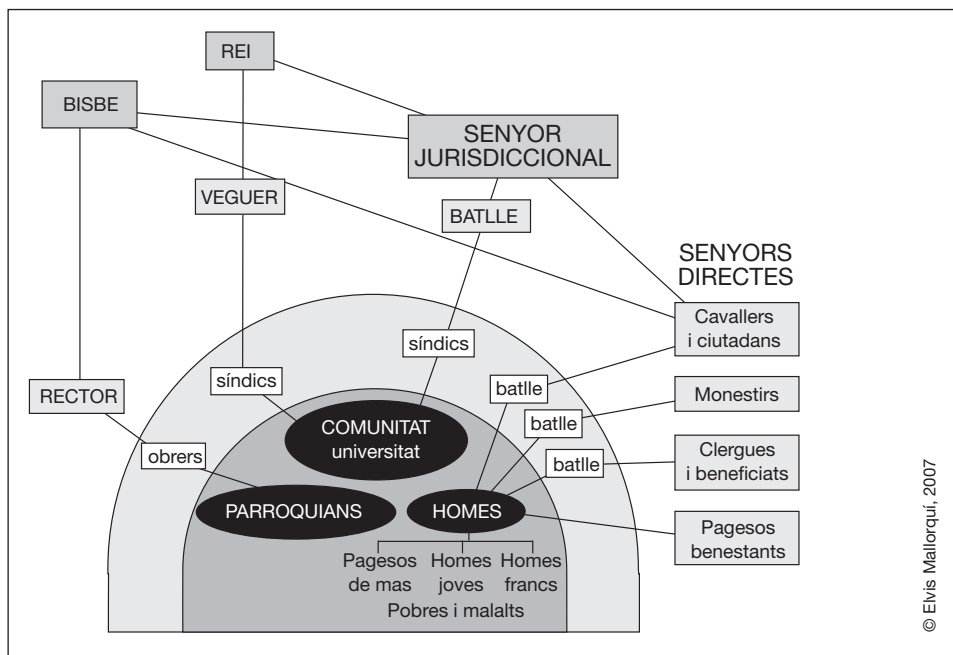 REI
BISBE
SENYOR
JURISDICCIONAL
VEGUER
BATLLE
SENYORS
DIRECTES
Cavallers
i ciutadans
síndics
síndics
batlle
Monestirs
RECTOR
batlle
COMUNITAT
universitat
obrers
batlle
Clergues
i beneficiats
PARROQUIANS
HOMES
Pagesos
benestants
Pagesos
de mas
Homes
joves
Homes
francs
Pobres i malalts
© Elvis Mallorquí, 2007